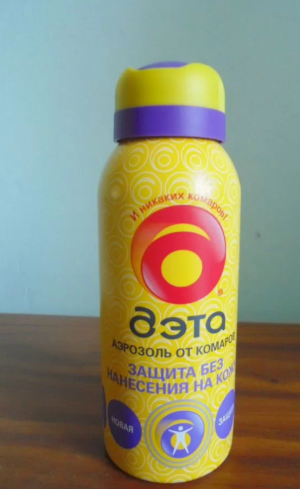 И никаких комаров!
®
дэта
АЭРОЗОЛЬ ОТ КОМАРОВ
ЗАЩИТА БЕЗ
НАНЕСЕНИЯ НА КОЖУ
НОВАЯ